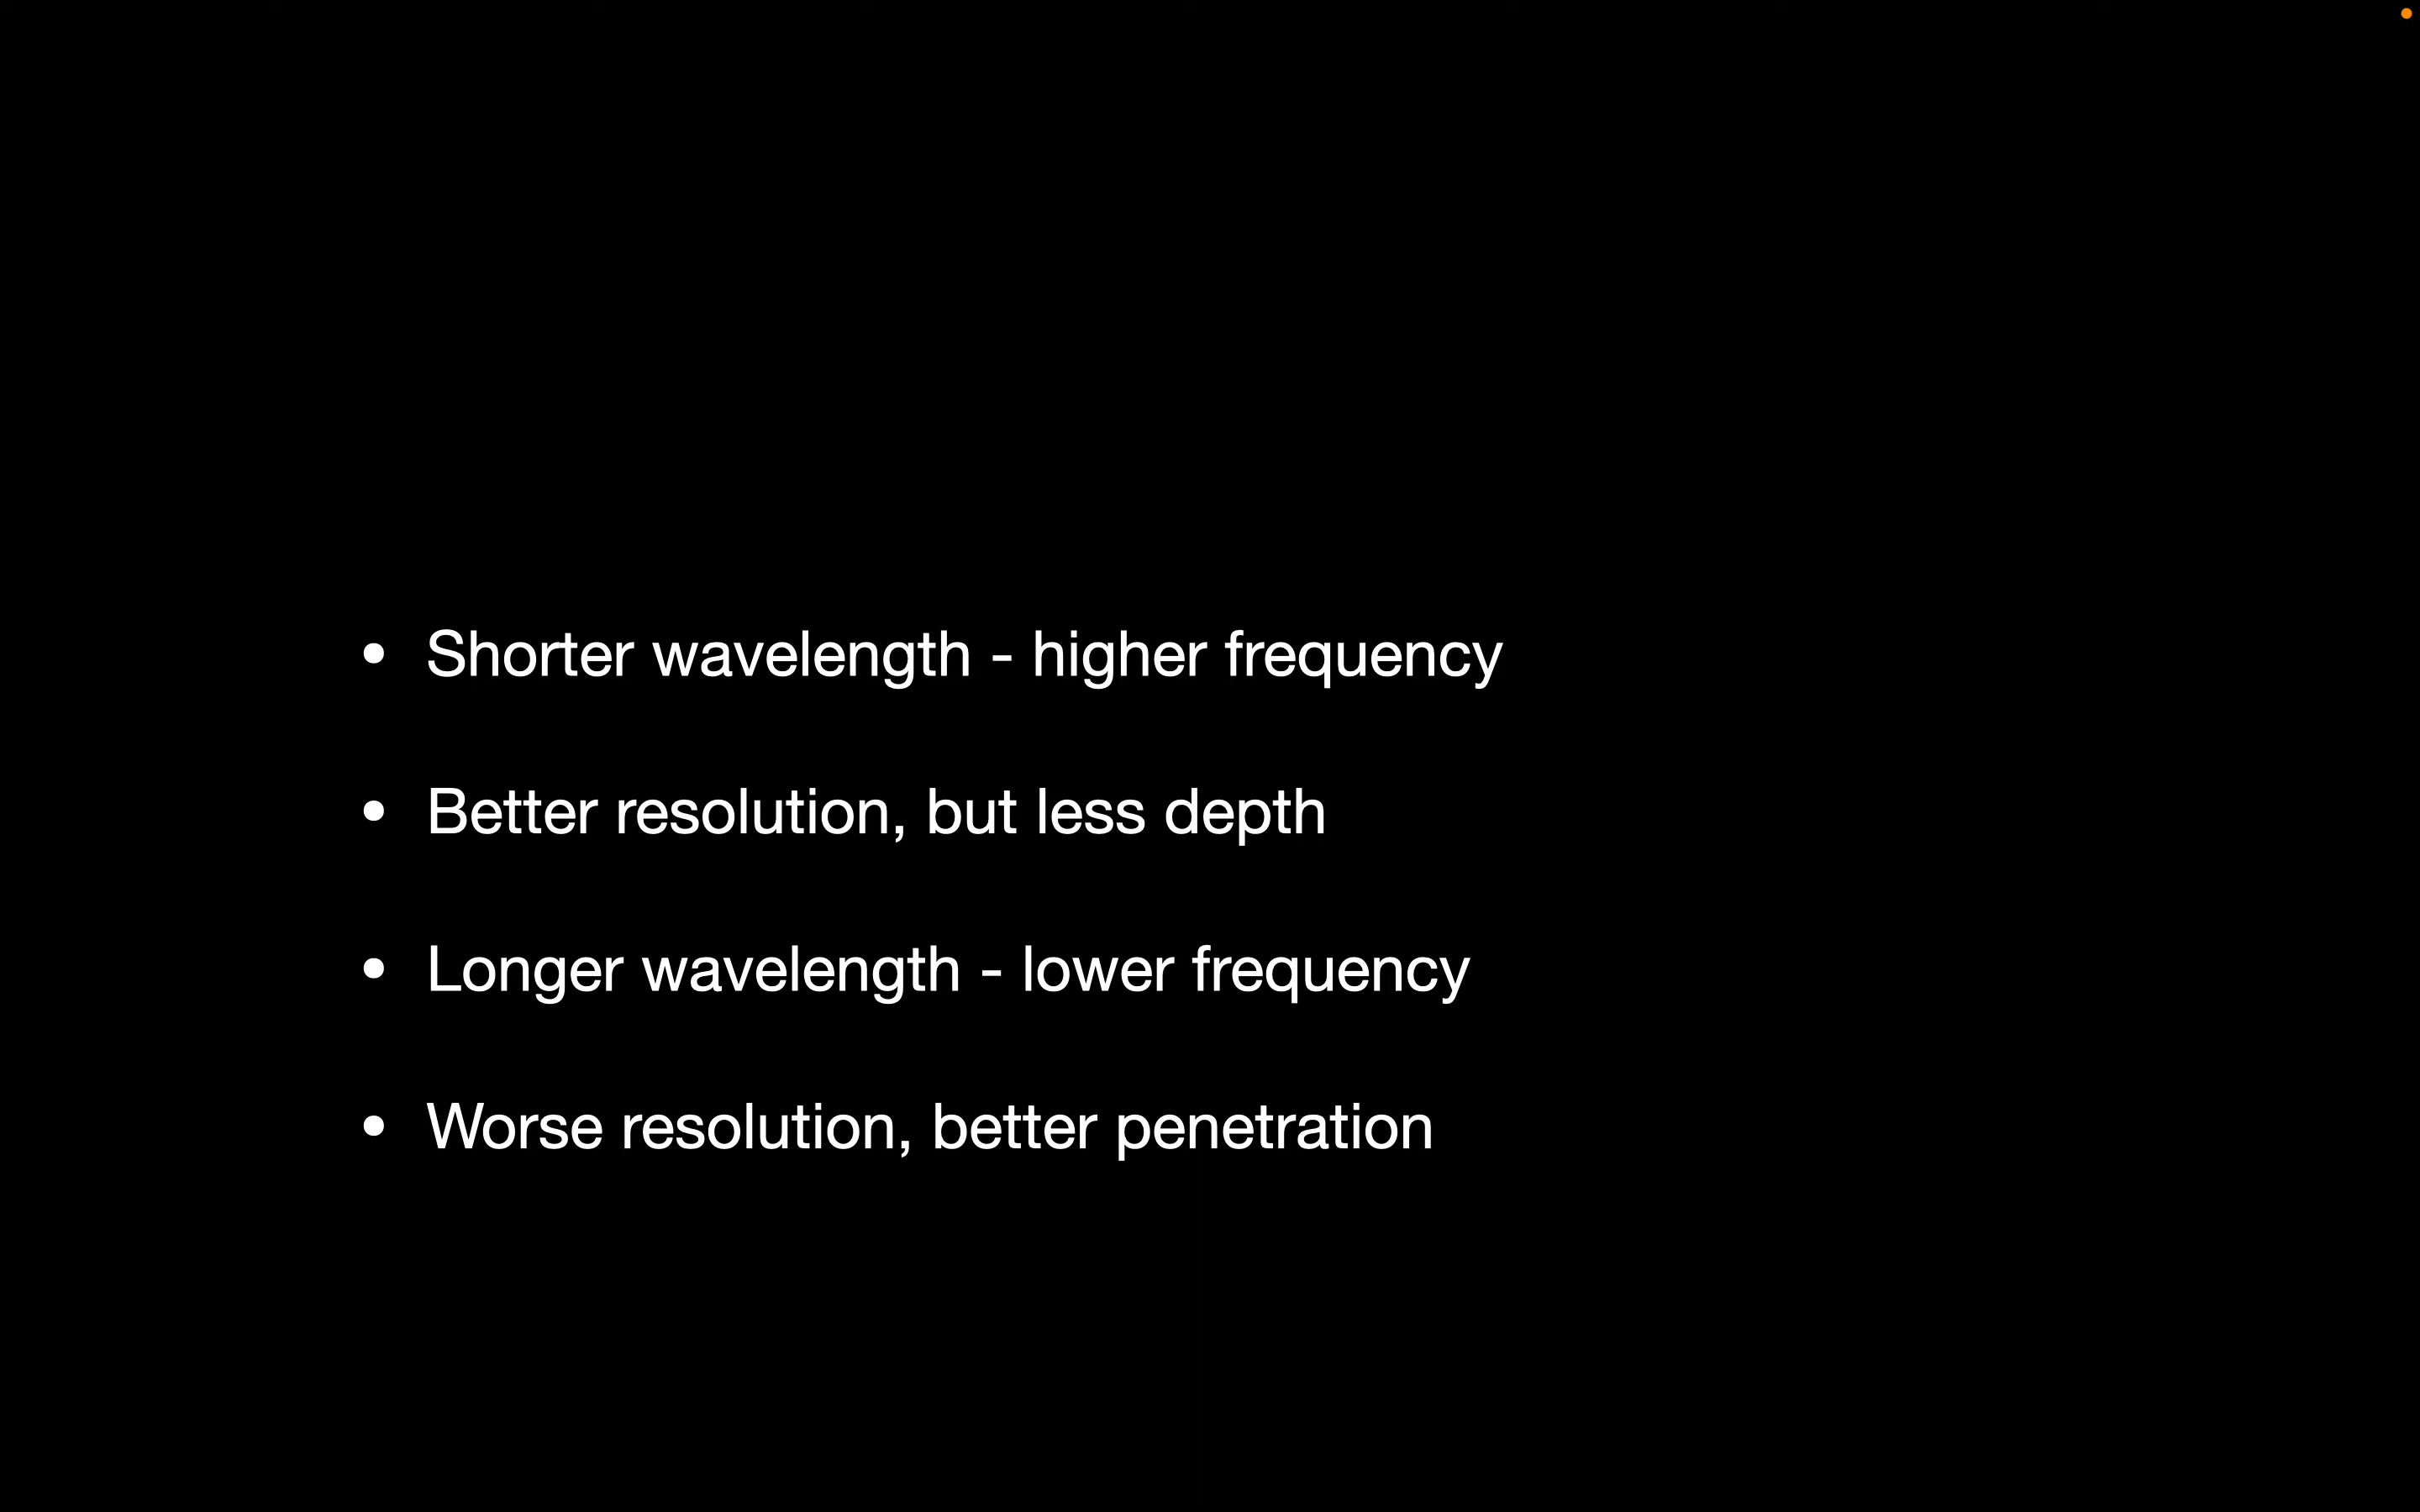 • Shorter wavelength - higher frequency
• Better resolution, but less depth
• Longer wavelength - lower frequency
• Worse resolution, better penetration